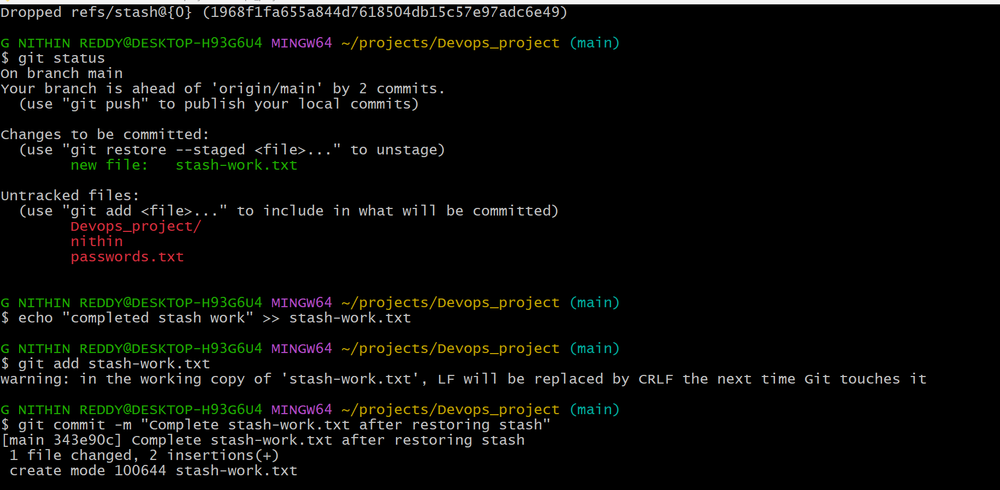 Dropped refs/stash@{0} (1968f1fa655a844d7618504db15c57e97adc6e49)
G NITHIN REDDY@DESKTOP-H93G6U4 MINGW64 ~/projects/Devops_project (main)
$ git status
On branch main
Your branch is ahead of 'origin/main' by 2 commits.
  (use "git push" to publish your local commits)
Changes to be committed:
  (use "git restore --staged <file>..." to unstage)
        new file:   stash-work.txt
Untracked files:
  (use "git add <file>..." to include in what will be committed)
        Devops_project/
        nithin
        passwords.txt
G NITHIN REDDY@DESKTOP-H93G6U4 MINGW64 ~/projects/Devops_project (main)
$ echo "completed stash work" >> stash-work.txt
G NITHIN REDDY@DESKTOP-H93G6U4 MINGW64 ~/projects/Devops_project (main)
$ git add stash-work.txt
warning: in the working copy of 'stash-work.txt', LF will be replaced by CRLF the next time Git touches it
G NITHIN REDDY@DESKTOP-H93G6U4 MINGW64 ~/projects/Devops_project (main)
$ git commit -m "Complete stash-work.txt after restoring stash"
[main 343e90c] Complete stash-work.txt after restoring stash
 1 file changed, 2 insertions(+)
 create mode 100644 stash-work.txt